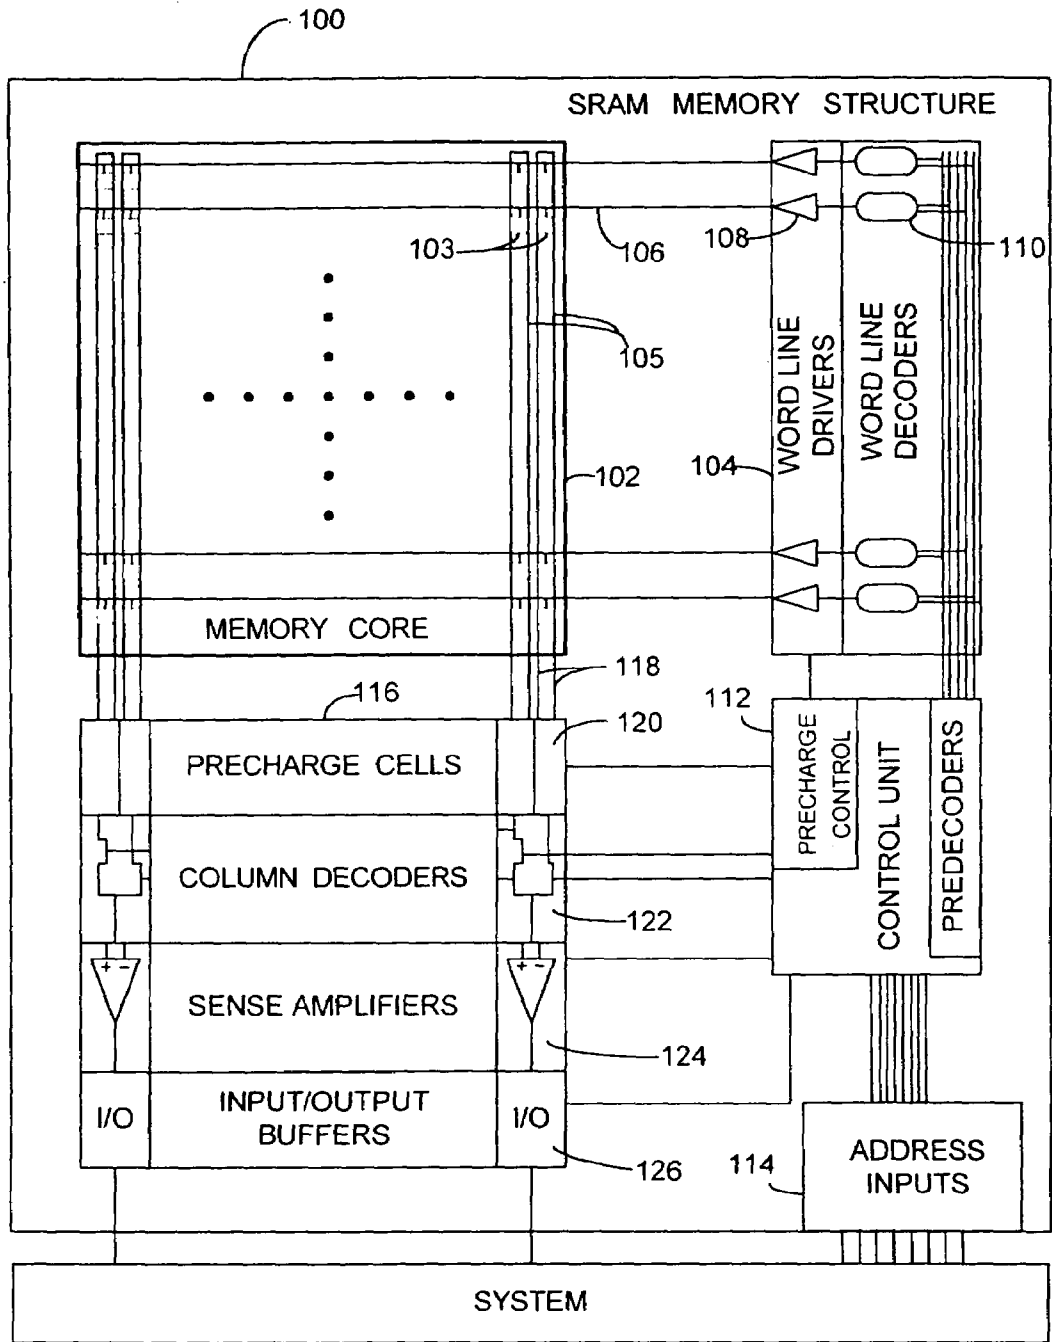 100
SRAM MEMORY STRUCTURE
103
106
108
110
105
WORD LINE
DRIVERS
WORD LINE
DECODERS
104
102
MEMORY CORE
118
116
120
112
PRECHARGE
CONTROL
CONTROL UNIT
PREDECODERS
PRECHARGE CELLS
COLUMN DECODERS
122
+ -
+ -
SENSE AMPLIFIERS
124
I/O
INPUT/OUTPUT
BUFFERS
I/O
126
114
ADDRESS
INPUTS
SYSTEM